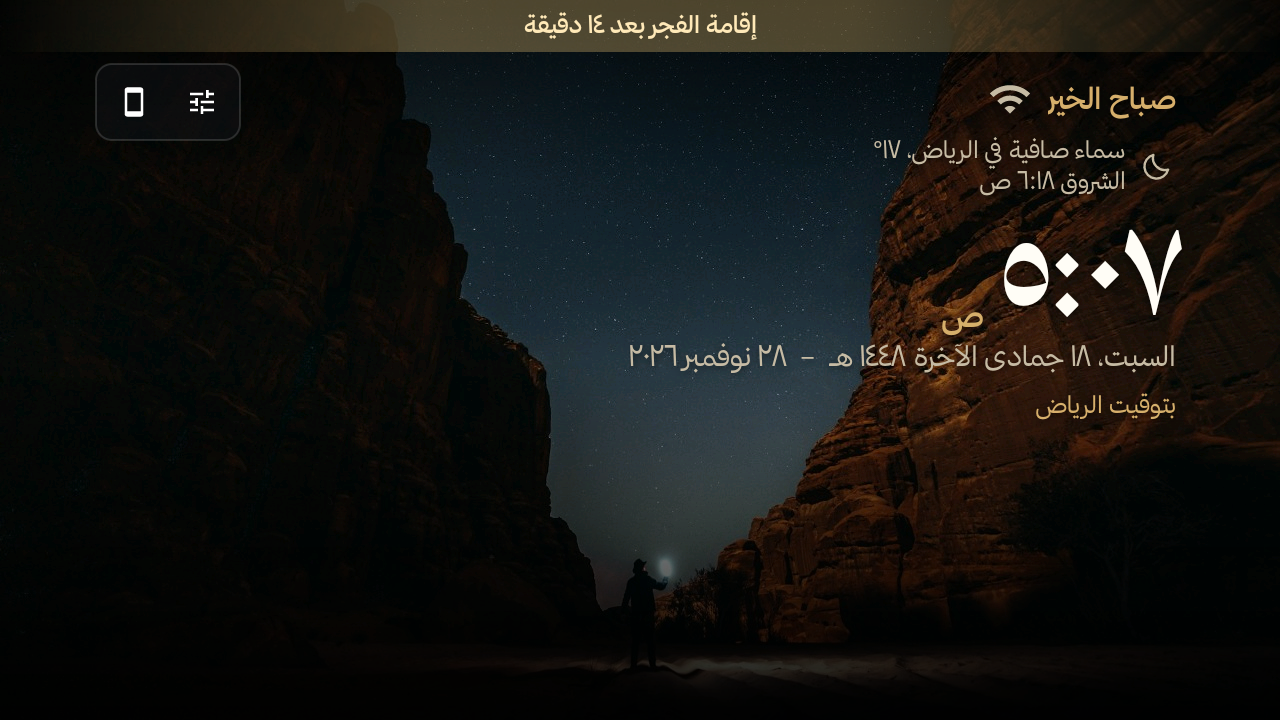 إقامة الفجر بعد ١٤ دقيقة
صباح الخير
سماء صافية في الرياض، ١٧°
الشروق ٦:١٨ ص
٥:٠٧ ص
السبت، ١٨ جمادى الآخرة ١٤٤٨ هـ – ٢٨ نوفمبر ٢٠٢٦
بتوقيت الرياض